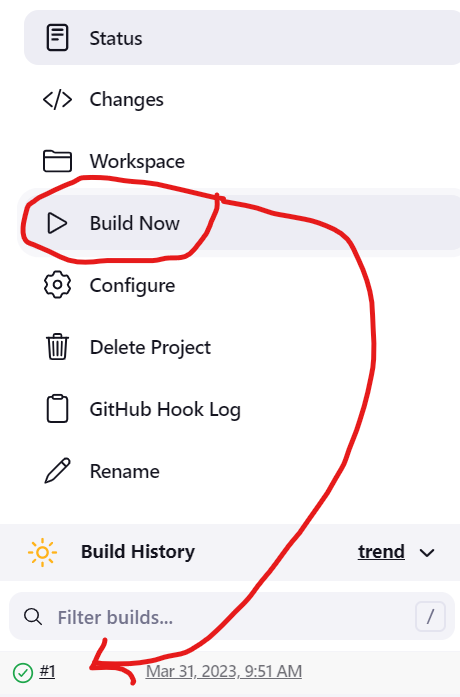 Status
Changes
Workspace
Build Now
Configure
Delete Project
GitHub Hook Log
Rename
Build History trend
Filter builds... /
#1 Mar 31, 2023, 9:51 AM